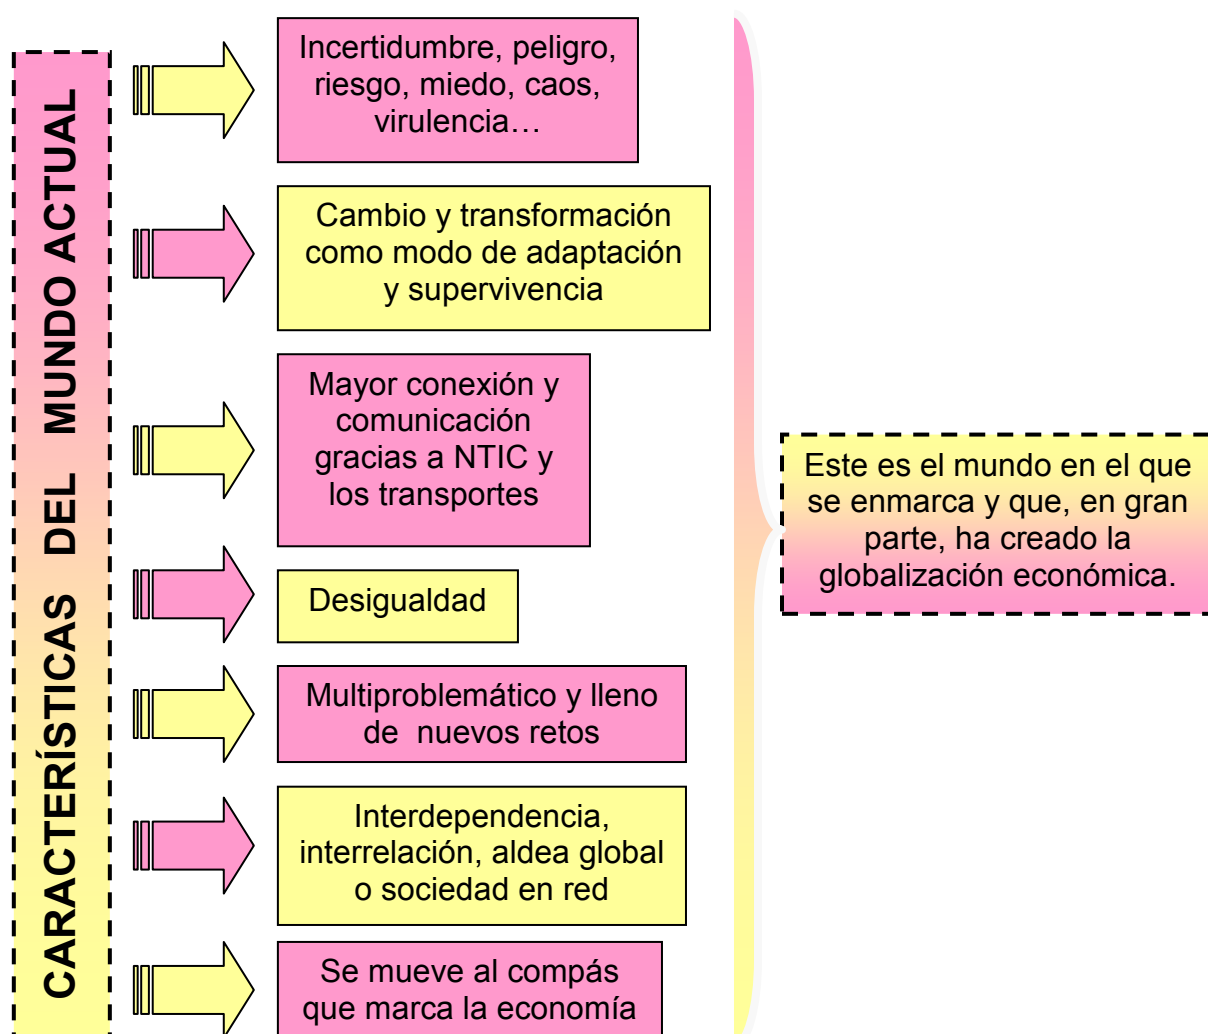 CARACTERÍSTICAS DEL MUNDO ACTUAL
Incertidumbre, peligro,
riesgo, miedo, caos,
virulencia…
Cambio y transformación
como modo de adaptación
y supervivencia
Mayor conexión y
comunicación
gracias a NTIC y
los transportes
Desigualdad
Multiproblemático y lleno
de nuevos retos
Interdependencia,
interrelación, aldea global
o sociedad en red
Se mueve al compás
que marca la economía
Este es el mundo en el que
se enmarca y que, en gran
parte, ha creado la
globalización económica.